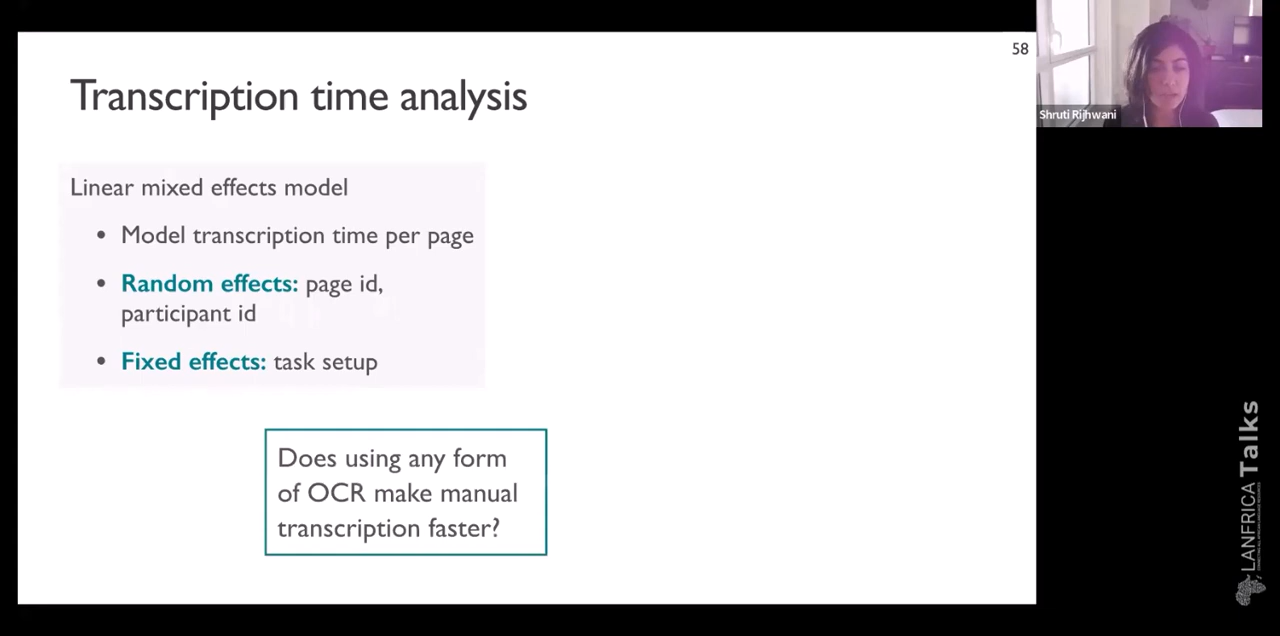 58
Transcription time analysis
Linear mixed effects model
• Model transcription time per page
• Random effects: page id,
participant id
• Fixed effects: task setup
Does using any form
of OCR make manual
transcription faster?
Shruti Rijhwani
LANFRICA Talks